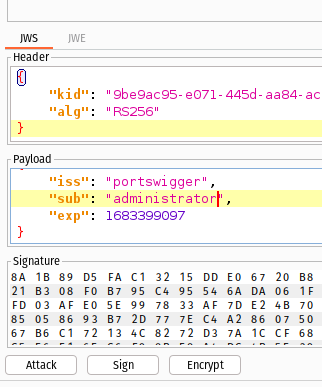 JWS JWE
Header
{
"kid": "9be9ac95-e071-445d-aa84-ac
"alg": "RS256"
}
Payload
"iss": "portswigger",
"sub": "administrator",
"exp": 1683399097
}
Signature
8A 1B 89 D5 FA C1 32 15 DD E0 67 20 B8
21 B3 08 F0 B7 95 C4 95 54 6A DA 06 1F
FD 03 AF E0 5E 99 78 33 AF 7D E2 4B 70
85 05 86 93 B7 2D 77 7E C4 A2 86 07 50
67 B6 C1 72 13 4C 82 72 D3 7A 1C CF 68
Attack Sign Encrypt